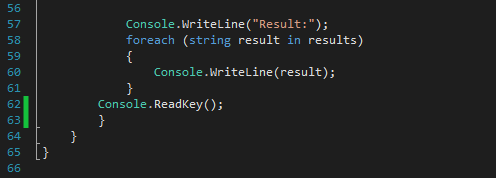 56
57 Console.WriteLine("Result:");
58 foreach (string result in results)
59 {
60 Console.WriteLine(result);
61 }
62 Console.ReadKey();
63 }
64 }
65 }
66